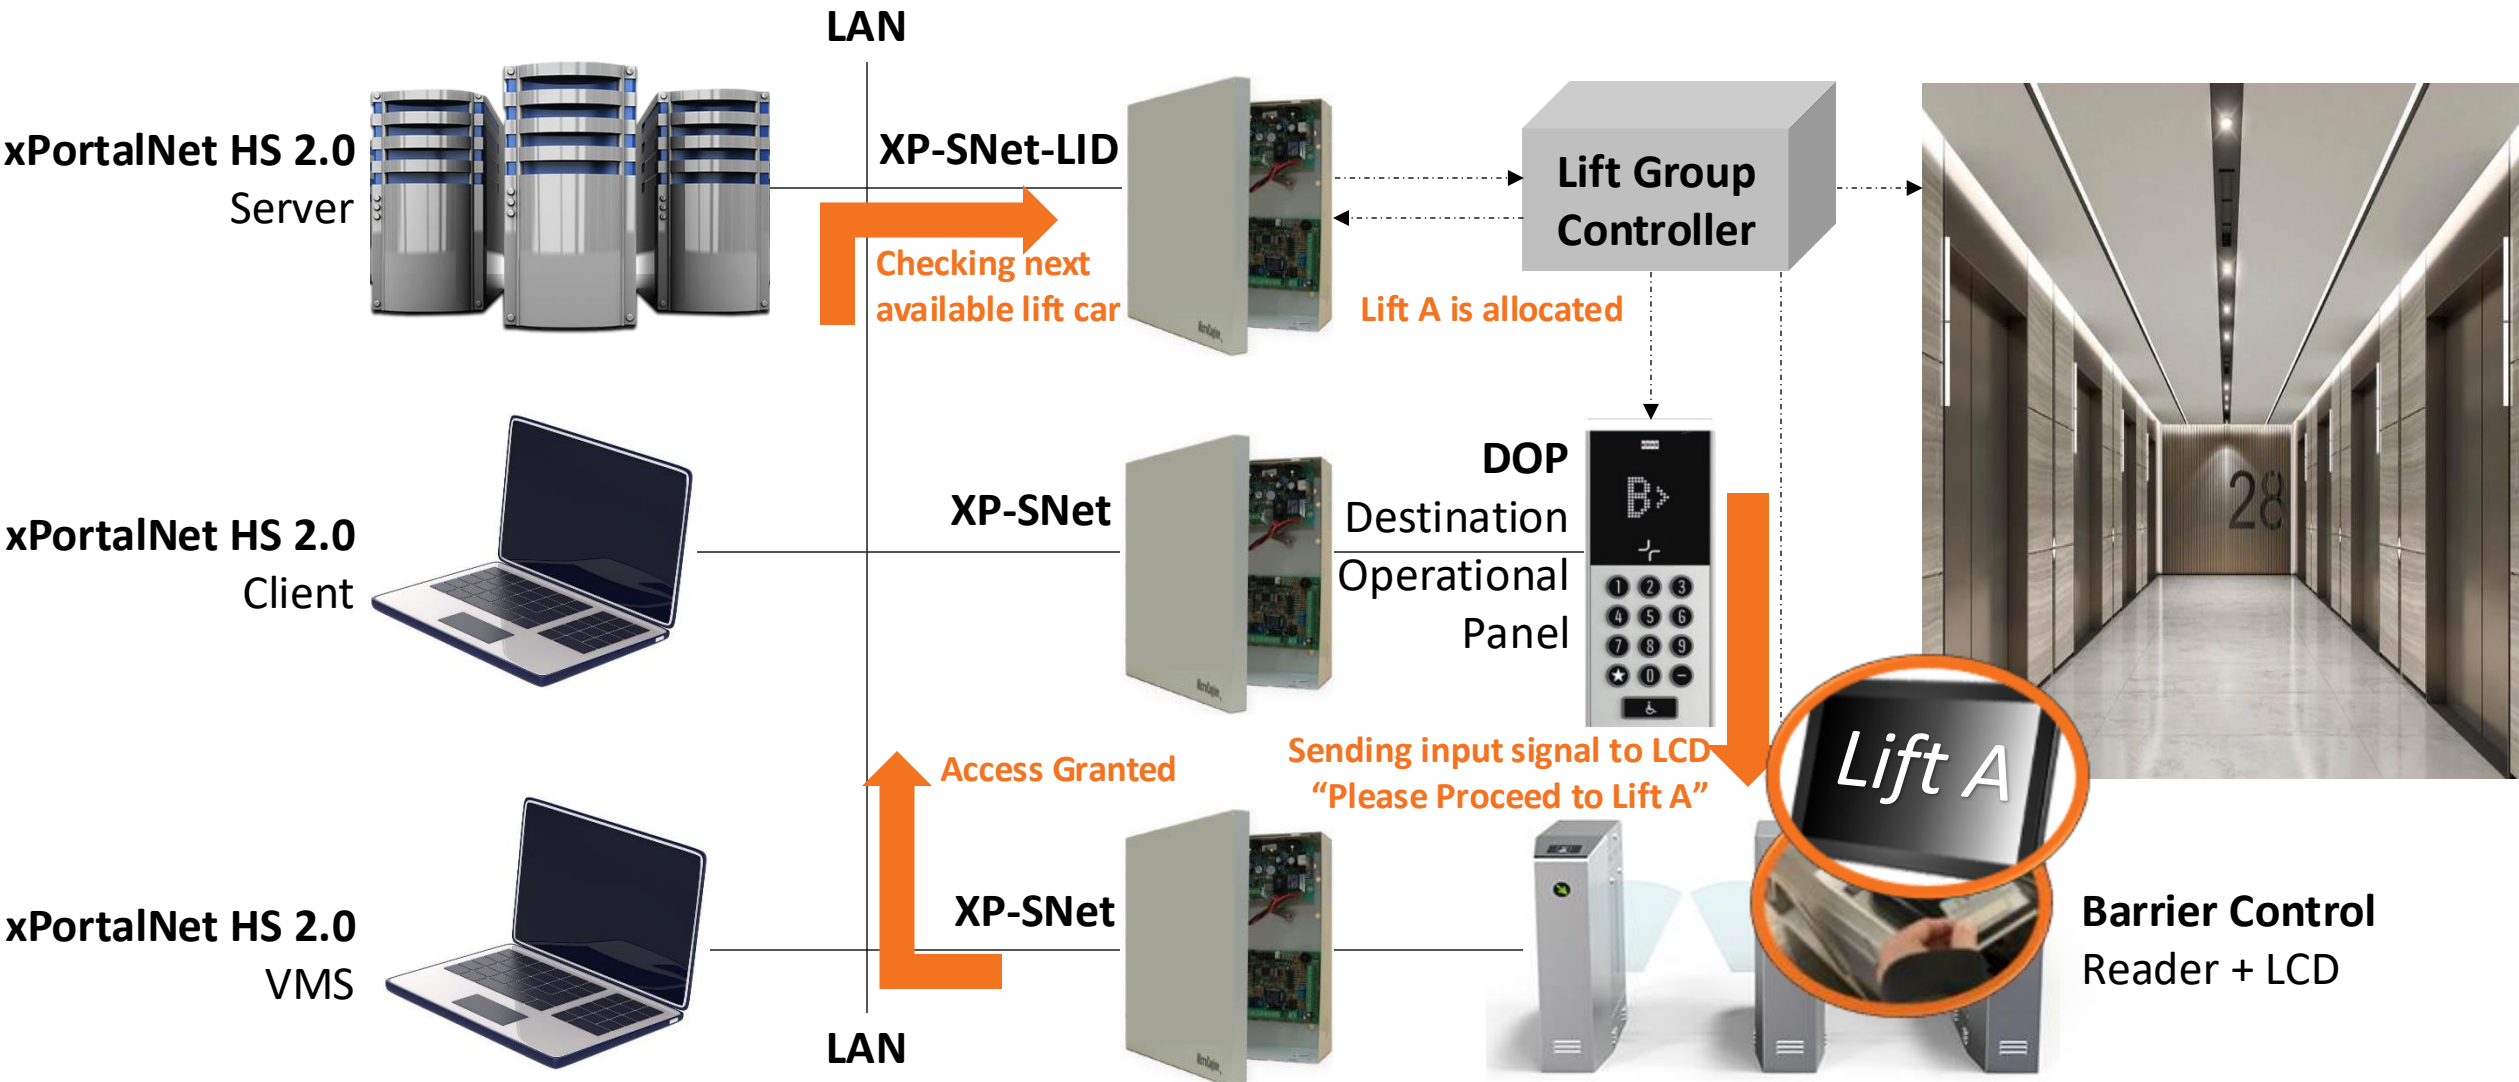 LAN
xPortalNet HS 2.0
Server
XP-SNet-LID
Checking next
available lift car
Lift Group
Controller
Lift A is allocated
28
xPortalNet HS 2.0
Client
XP-SNet
DOP
Destination
Operational
Panel
B>
1 2 3
4 5 6
7 8 9
0 -
Access Granted
Sending input signal to LCD
“Please Proceed to Lift A”
Lift A
xPortalNet HS 2.0
VMS
XP-SNet
Barrier Control
Reader + LCD
LAN